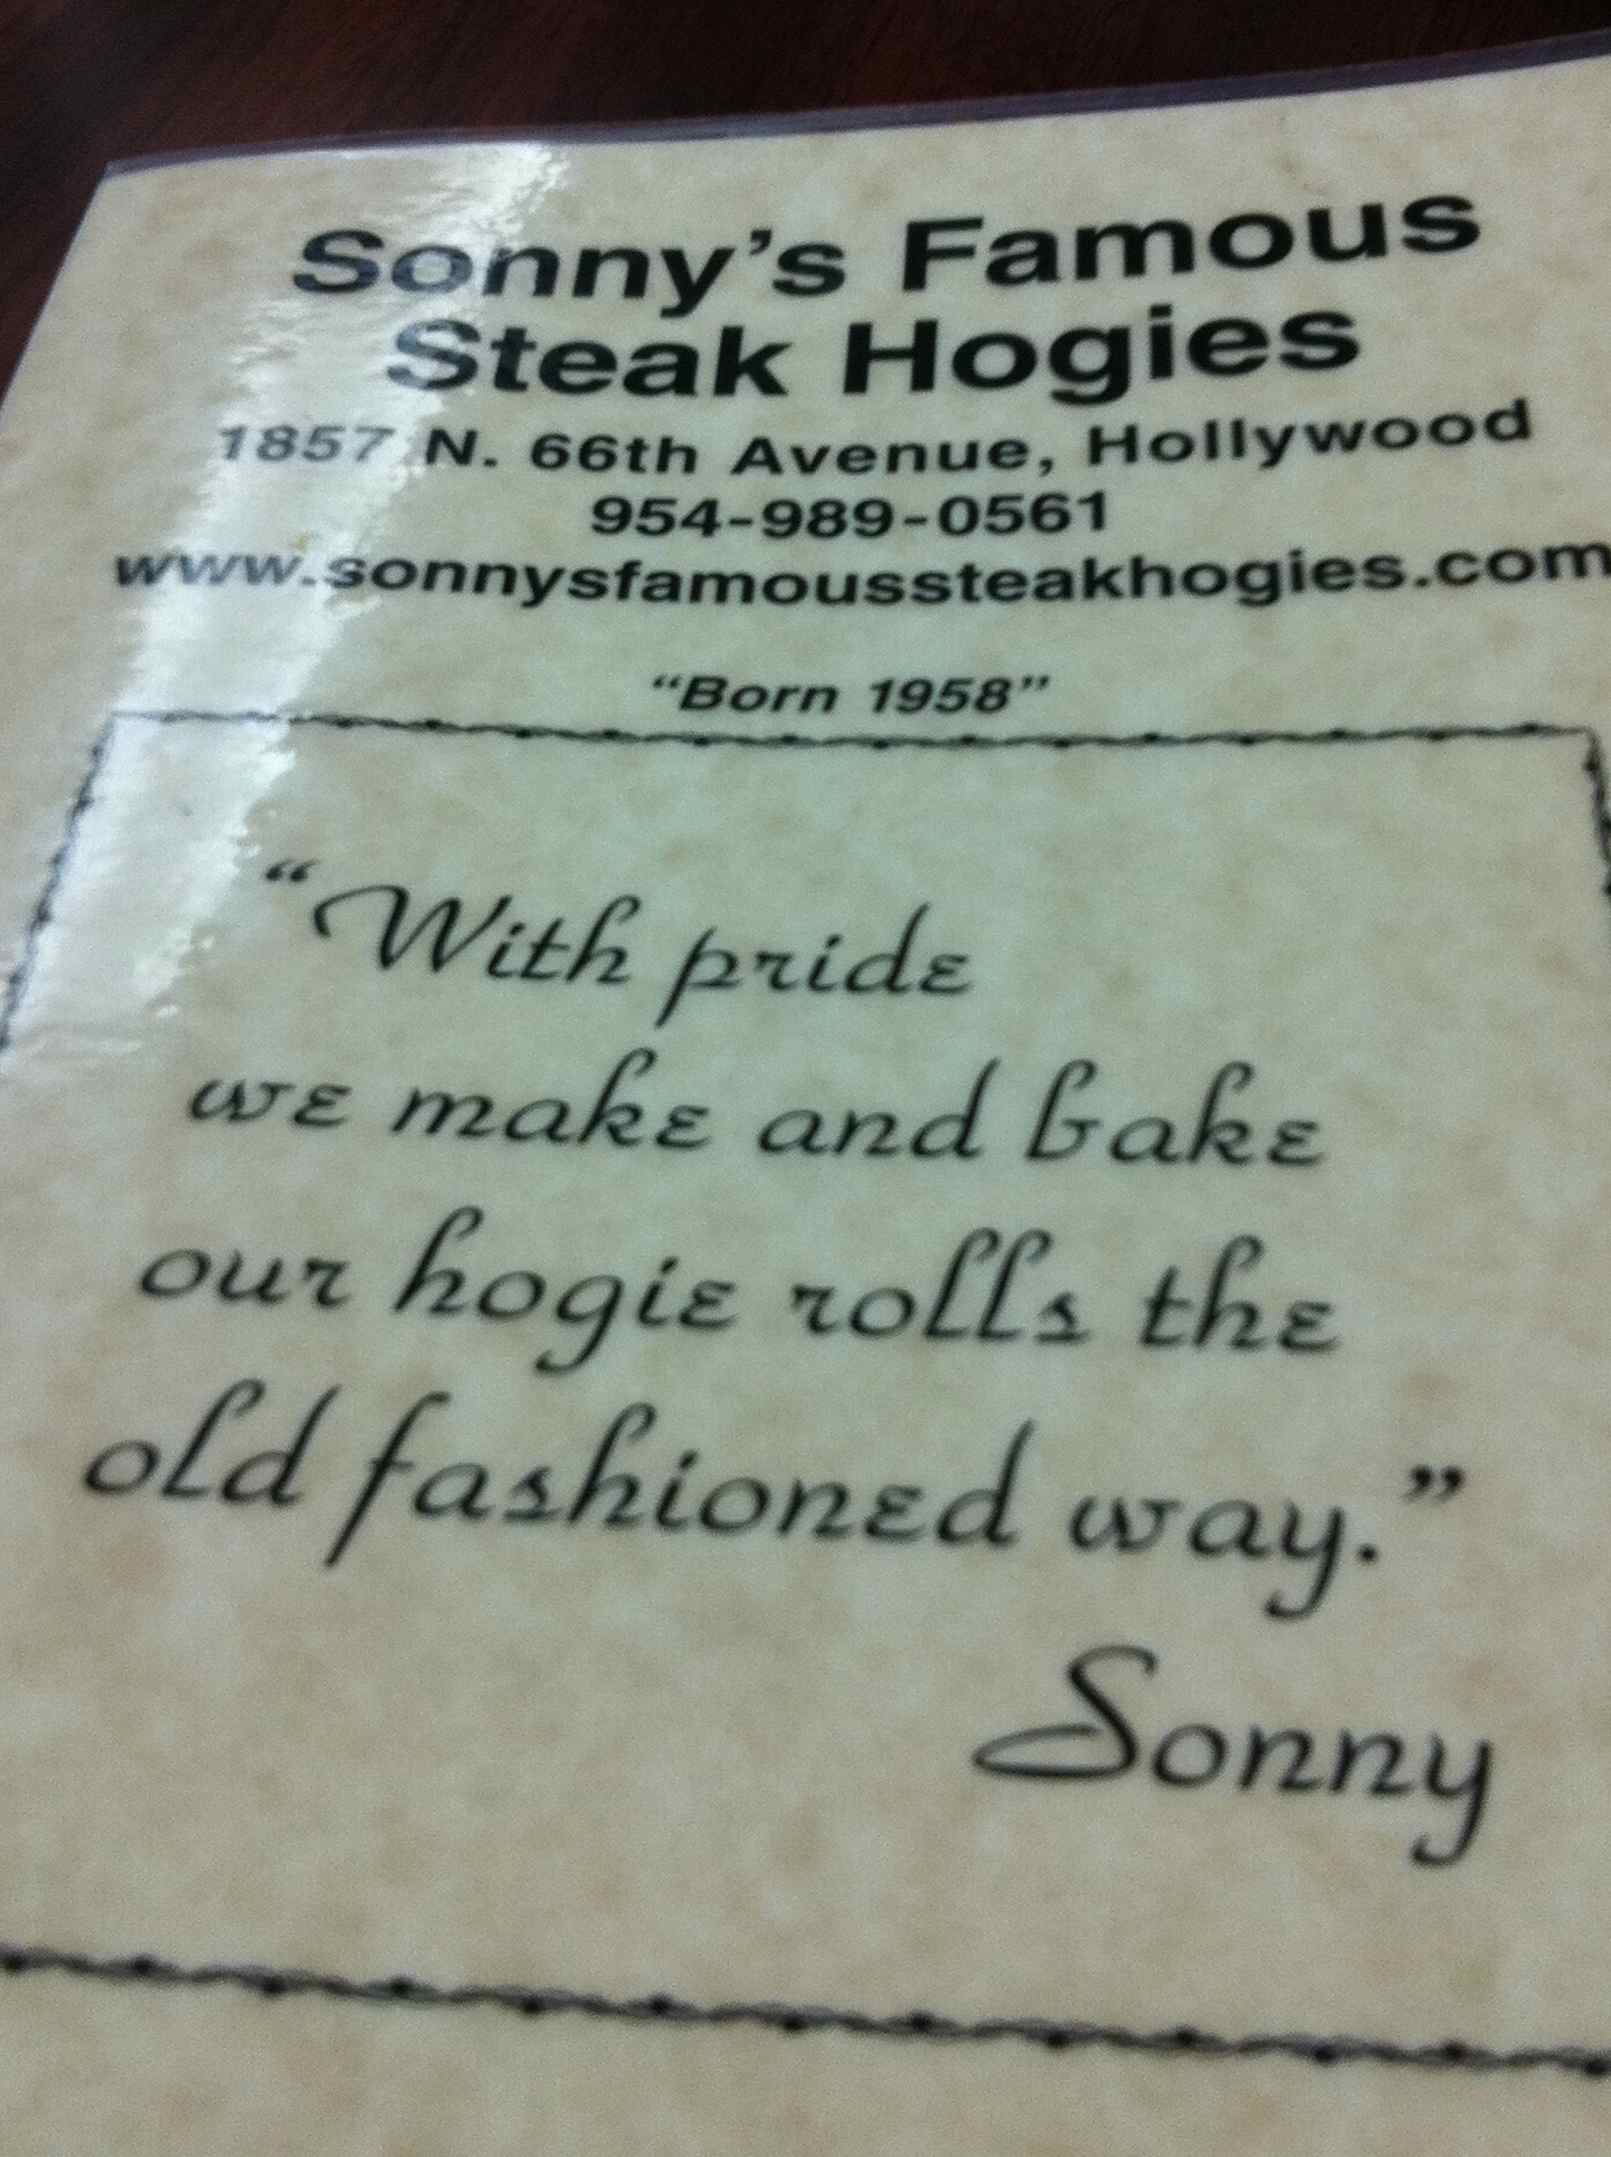 Sonny's Famous
Steak Hogies
1857 N. 66th Avenue, Hollywood
954-989-0561
www.sonnysfamoussteakhogies.com
"Born 1958"
"With pride
we make and bake
our hogie rolls the
old fashioned way."
Sonny